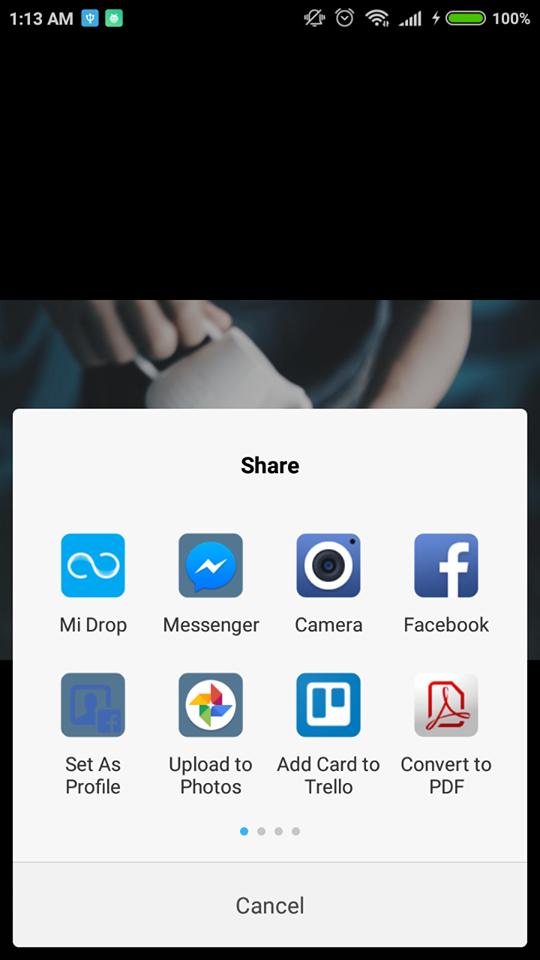 1:13 AM 100%
Share
Mi Drop Messenger Camera Facebook
Set As Upload to Add Card to Convert to
Profile Photos Trello PDF
Cancel